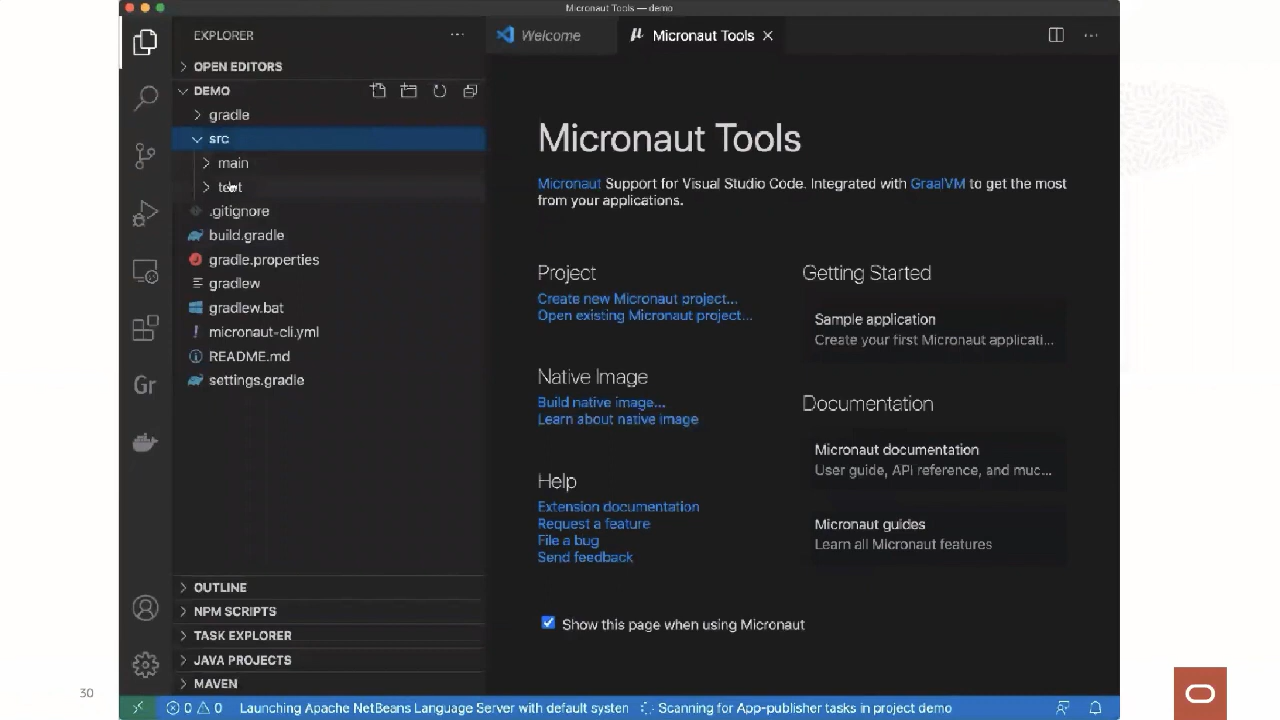 Micronaut Tools — demo
EXPLORER
OPEN EDITORS
DEMO
gradle
src
main
test
.gitignore
build.gradle
gradle.properties
gradlew
gradlew.bat
micronaut-cli.yml
README.md
settings.gradle
Gr
OUTLINE
NPM SCRIPTS
TASK EXPLORER
JAVA PROJECTS
MAVEN
Welcome
Micronaut Tools
Micronaut Tools
Micronaut Support for Visual Studio Code. Integrated with GraalVM to get the most
from your applications.
Project
Create new Micronaut project...
Open existing Micronaut project...
Native Image
Build native image...
Learn about native image
Help
Extension documentation
Request a feature
File a bug
Send feedback
Getting Started
Sample application
Create your first Micronaut applicati...
Documentation
Micronaut documentation
User guide, API reference, and muc...
Micronaut guides
Learn all Micronaut features
Show this page when using Micronaut
0 0 Launching Apache NetBeans Language Server with default systen Scanning for App-publisher tasks in project demo
30